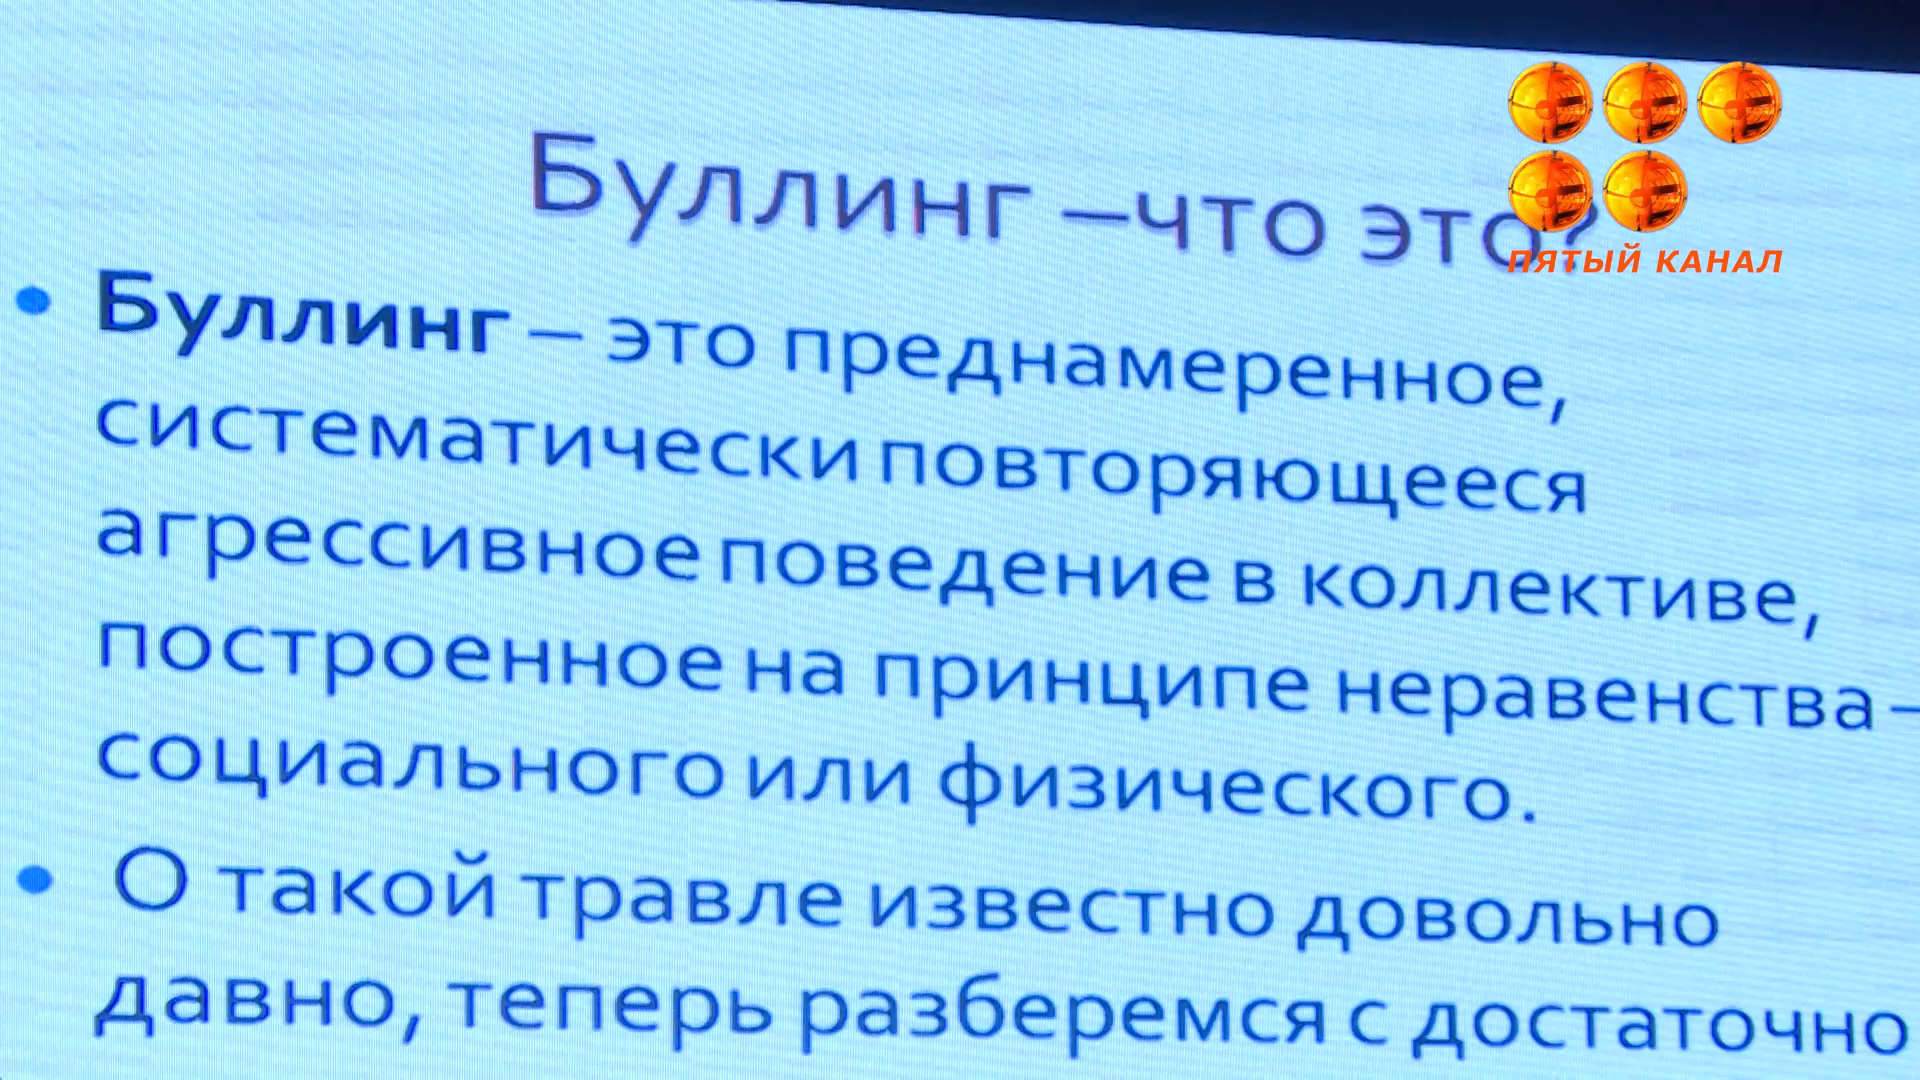 Буллинг –что это?
ПЯТЫЙ КАНАЛ
Буллинг – это преднамеренное,
систематически повторяющееся
агрессивное поведение в коллективе,
построенное на принципе неравенства –
социального или физического.
О такой травле известно довольно
давно, теперь разберемся с достаточно